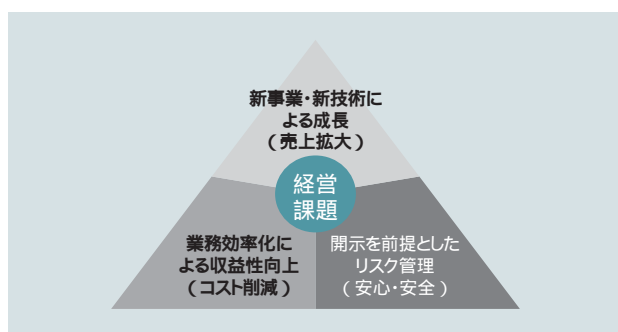 新事業・新技術に
よる成長
(売上拡大)
経営
課題
業務効率化に
よる収益性向上
(コスト削減)
開示を前提とした
リスク管理
(安心・安全)